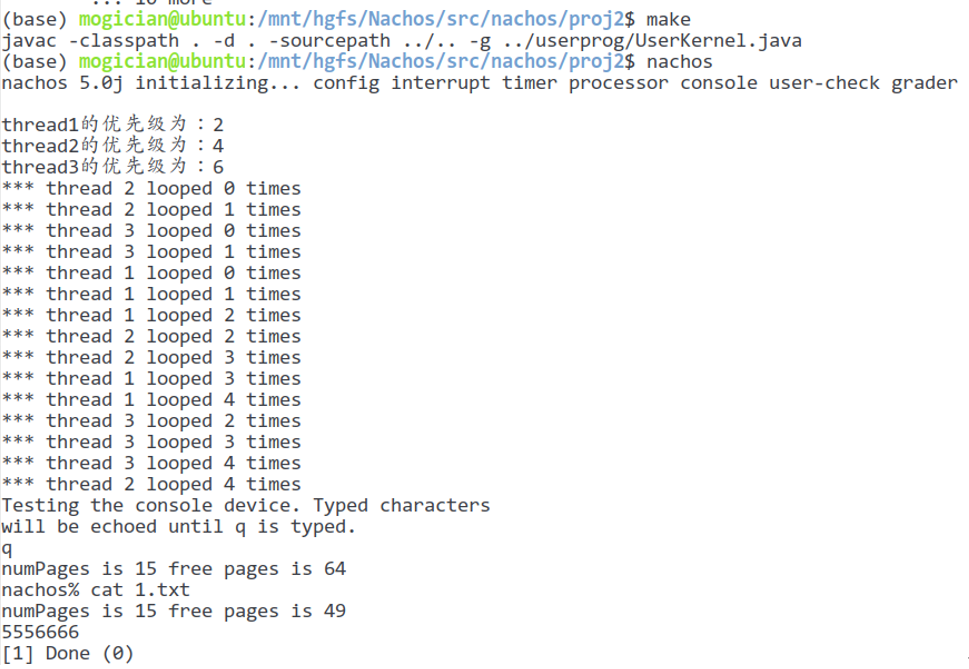 ... 10 more
(base) mogician@ubuntu:/mnt/hgfs/Nachos/src/nachos/proj2$ make
javac -classpath . -d . -sourcepath ../.. -g ../userprog/UserKernel.java
(base) mogician@ubuntu:/mnt/hgfs/Nachos/src/nachos/proj2$ nachos
nachos 5.0j initializing... config interrupt timer processor console user-check grader
thread1的优先级为：2
thread2的优先级为：4
thread3的优先级为：6
*** thread 2 looped 0 times
*** thread 2 looped 1 times
*** thread 3 looped 0 times
*** thread 3 looped 1 times
*** thread 1 looped 0 times
*** thread 1 looped 1 times
*** thread 1 looped 2 times
*** thread 2 looped 2 times
*** thread 2 looped 3 times
*** thread 1 looped 3 times
*** thread 1 looped 4 times
*** thread 3 looped 2 times
*** thread 3 looped 3 times
*** thread 3 looped 4 times
*** thread 2 looped 4 times
Testing the console device. Typed characters
will be echoed until q is typed.
q
numPages is 15 free pages is 64
nachos% cat 1.txt
numPages is 15 free pages is 49
5556666
[1] Done (0)